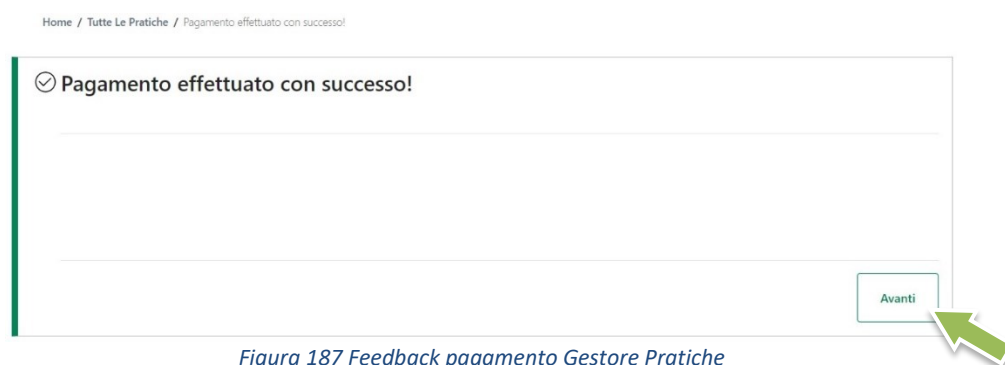 Home / Tutte Le Pratiche / Pagamento effettuato con successo!
Pagamento effettuato con successo!
Avanti
Figura 187 Feedback pagamento Gestore Pratiche